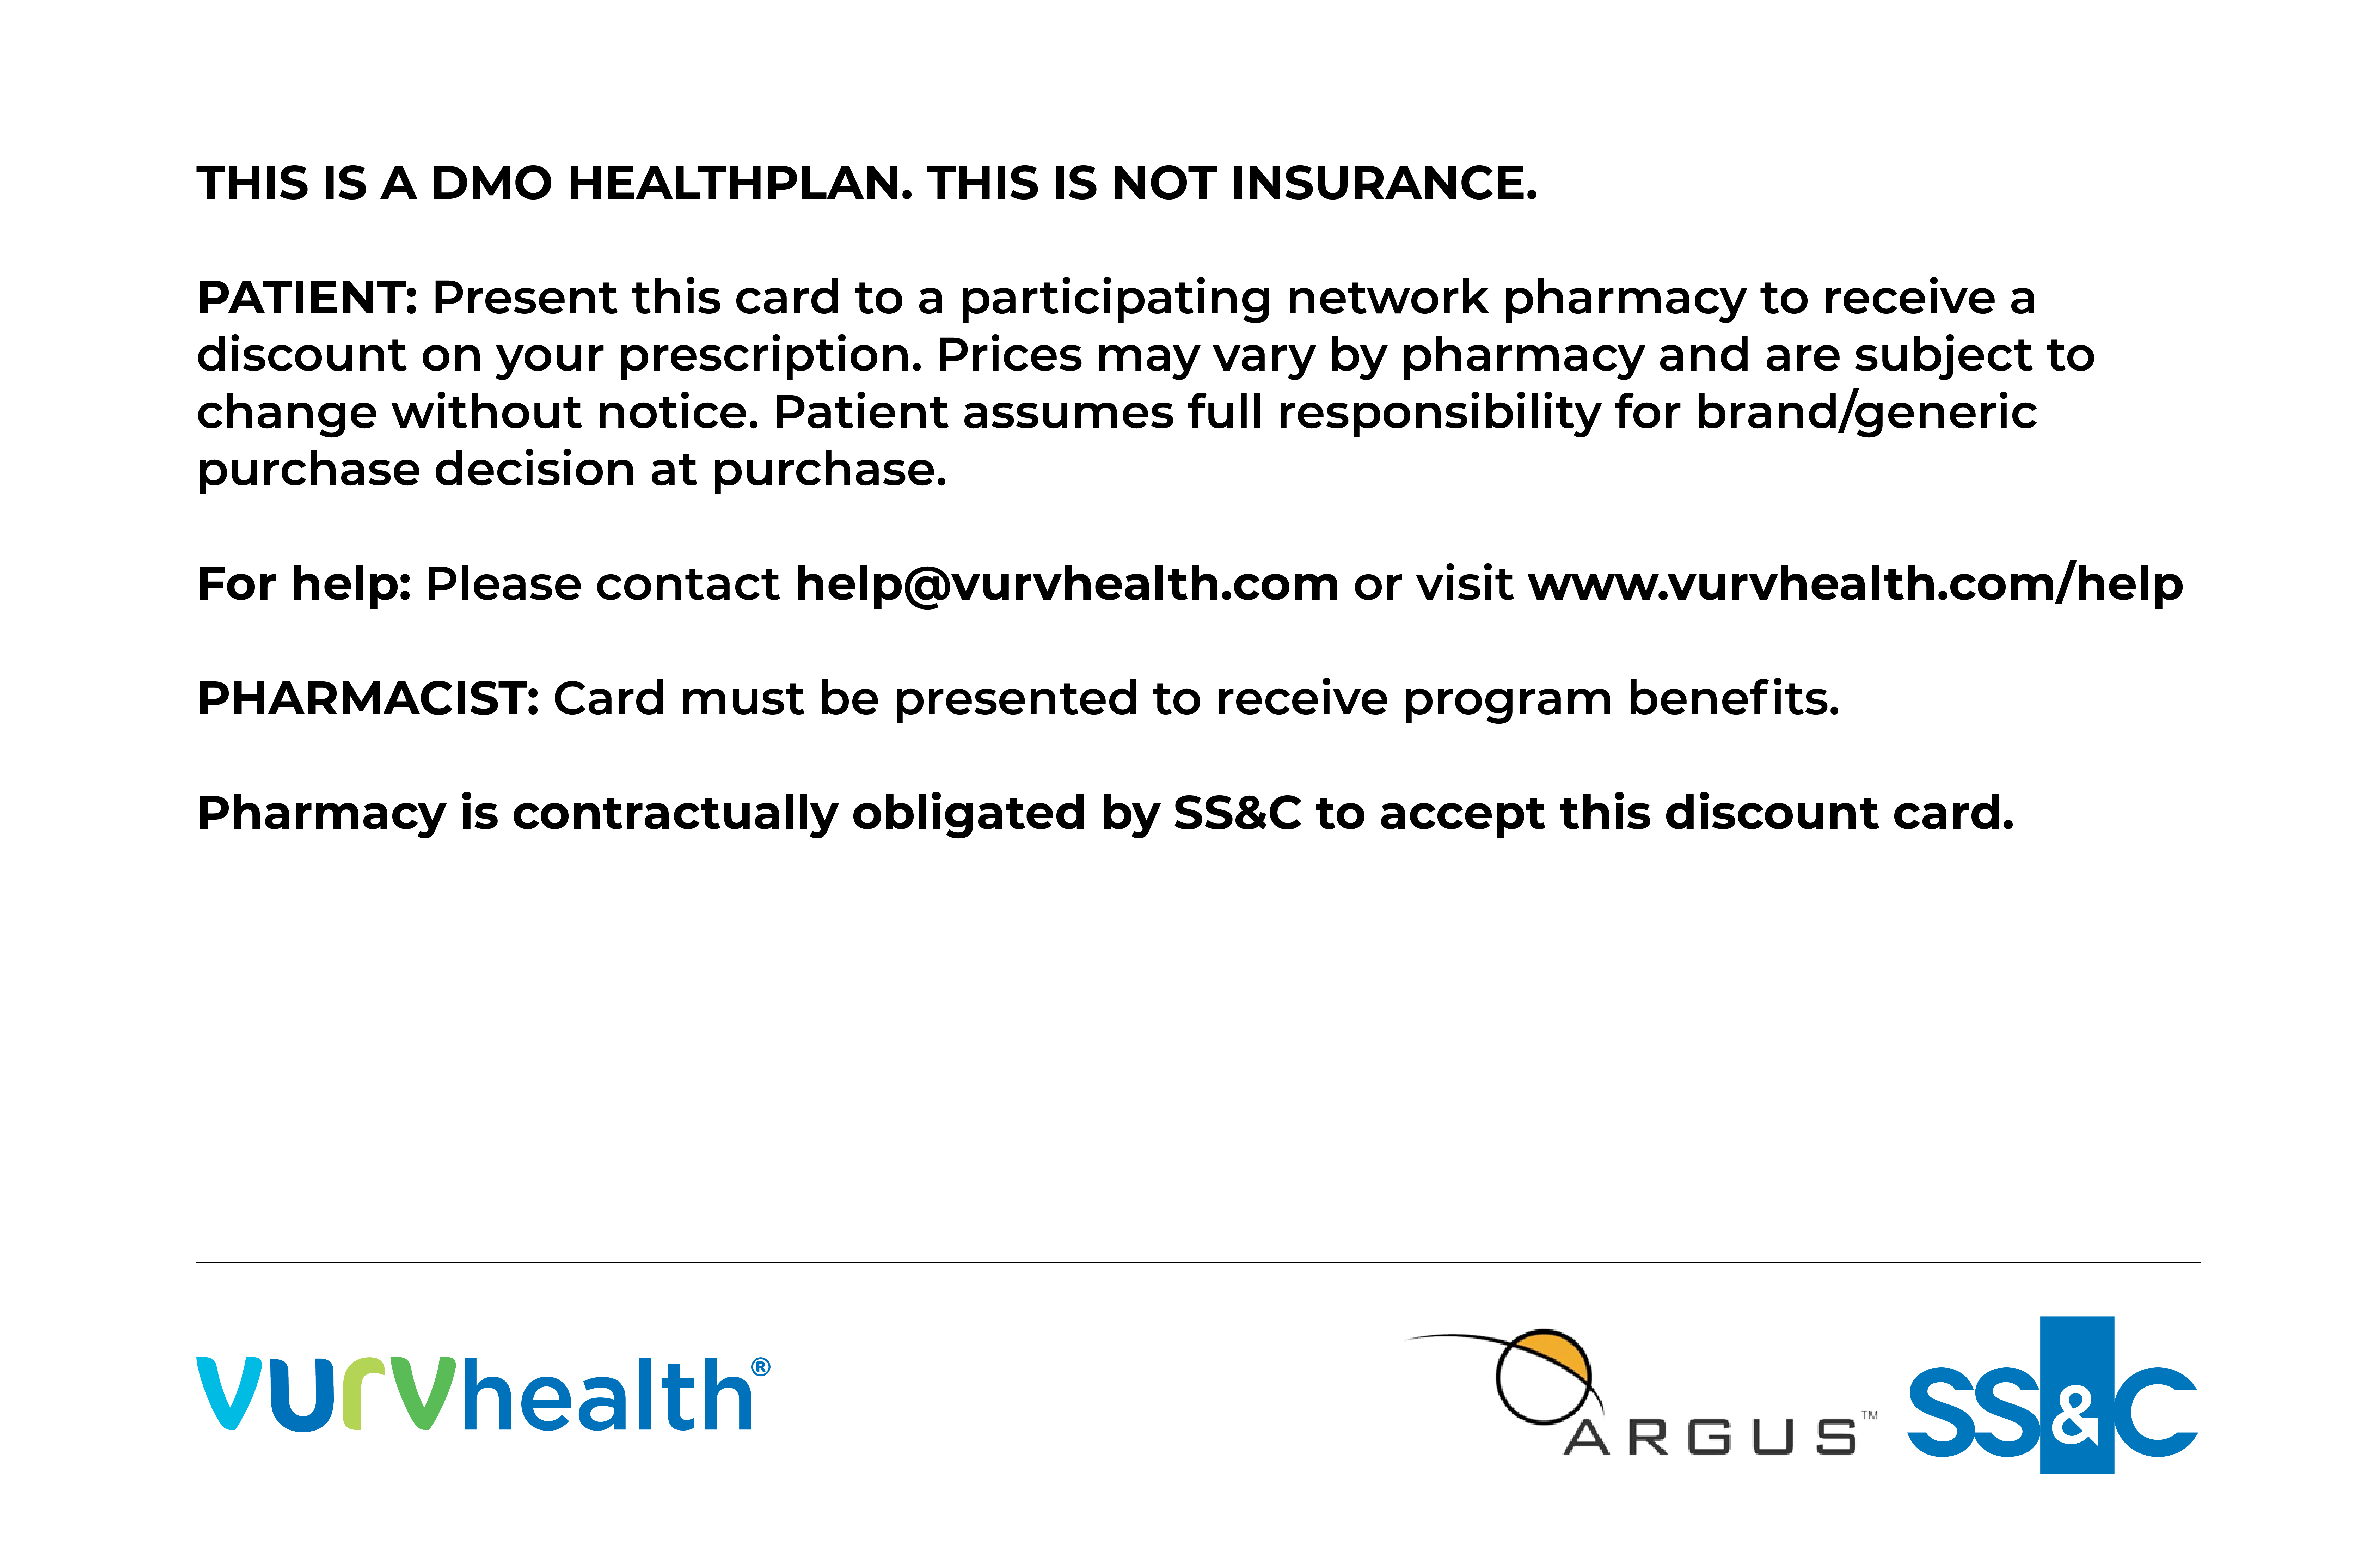 THIS IS A DMO HEALTHPLAN. THIS IS NOT INSURANCE.
PATIENT: Present this card to a participating network pharmacy to receive a
discount on your prescription. Prices may vary by pharmacy and are subject to
change without notice. Patient assumes full responsibility for brand/generic
purchase decision at purchase.
For help: Please contact help@vurvhealth.com or visit www.vurvhealth.com/help
PHARMACIST: Card must be presented to receive program benefits.
Pharmacy is contractually obligated by SS&C to accept this discount card.
vurvhealth®
ARGUS™
SS&C